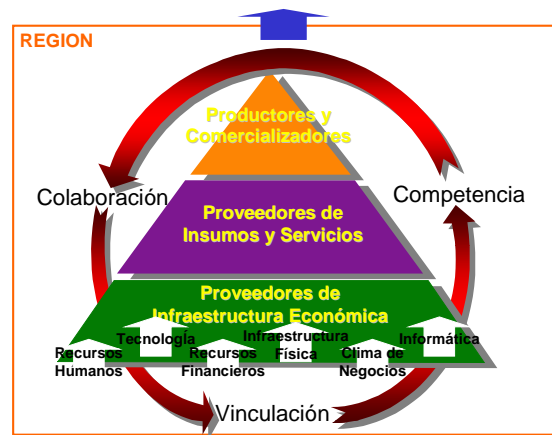 REGION
Productores y
Comercializadores
Colaboración
Competencia
Proveedores de
Insumos y Servicios
Proveedores de
Infraestructura Económica
Tecnología
Infraestructura
Física
Informática
Recursos
Humanos
Recursos
Financieros
Clima de
Negocios
Vinculación